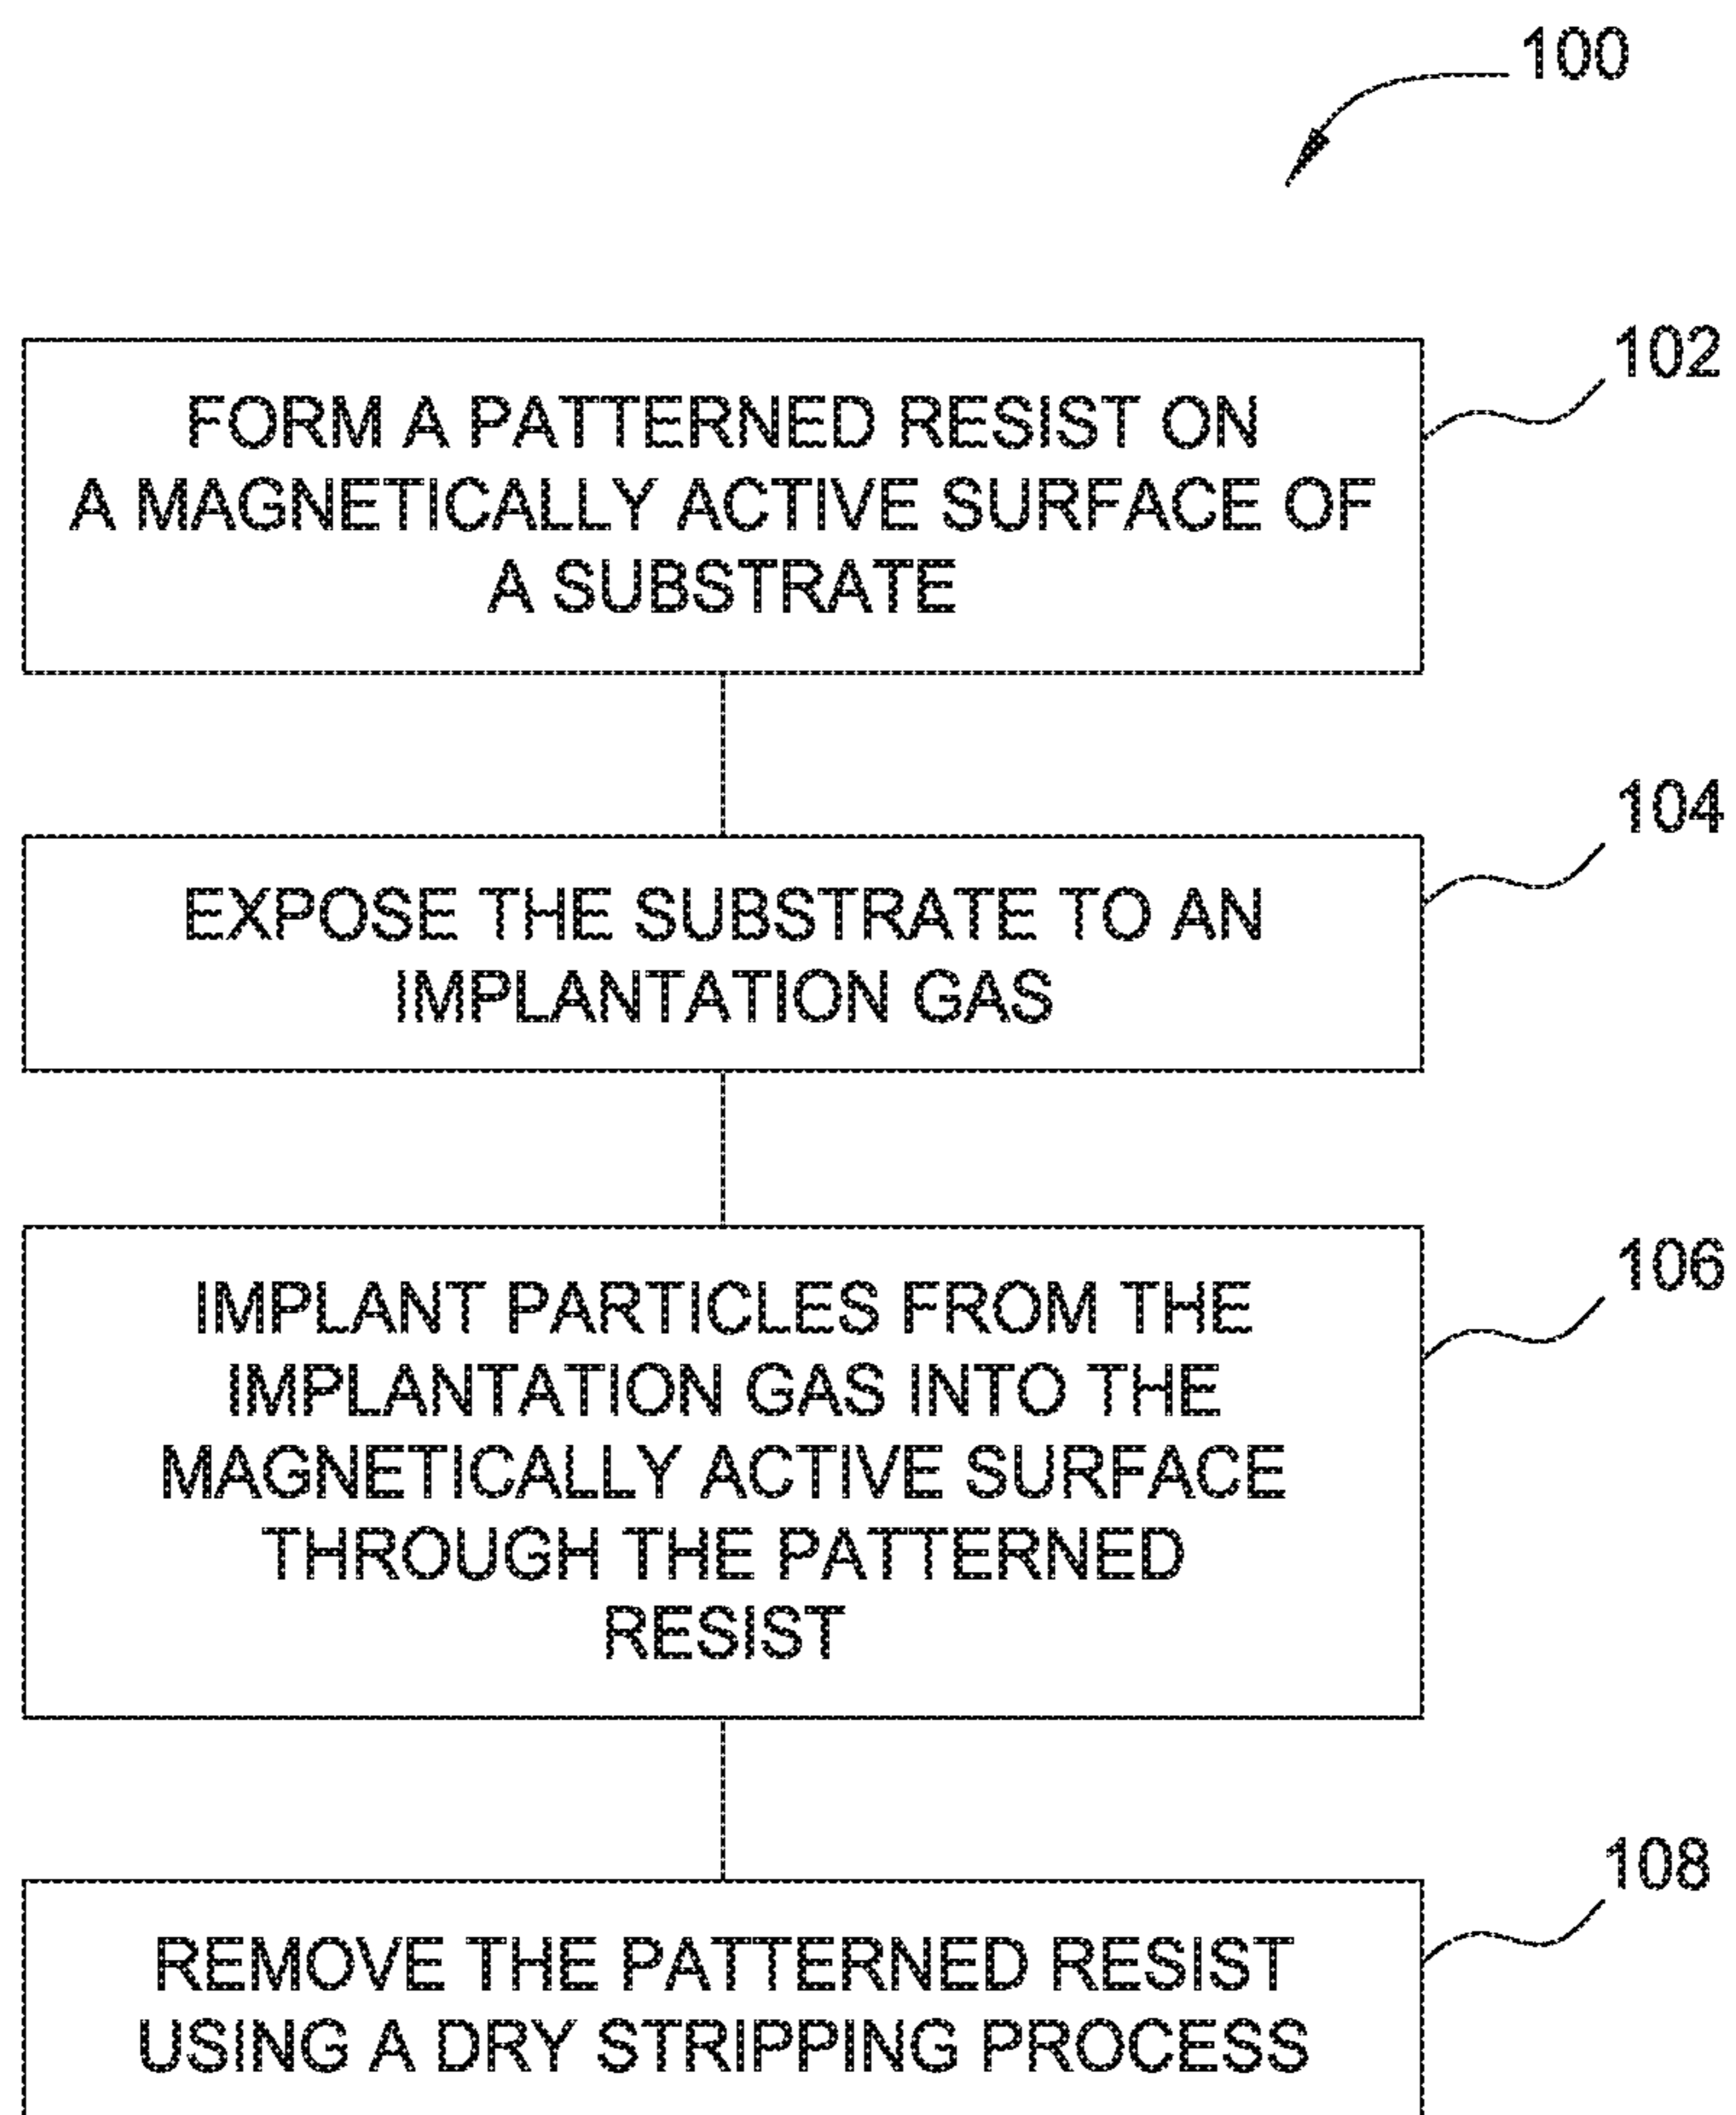 100
102
FORM A PATTERNED RESIST ON
A MAGNETICALLY ACTIVE SURFACE OF
A SUBSTRATE
104
EXPOSE THE SUBSTRATE TO AN
IMPLANTATION GAS
106
IMPLANT PARTICLES FROM THE
IMPLANTATION GAS INTO THE
MAGNETICALLY ACTIVE SURFACE
THROUGH THE PATTERNED
RESIST
108
REMOVE THE PATTERNED RESIST
USING A DRY STRIPPING PROCESS